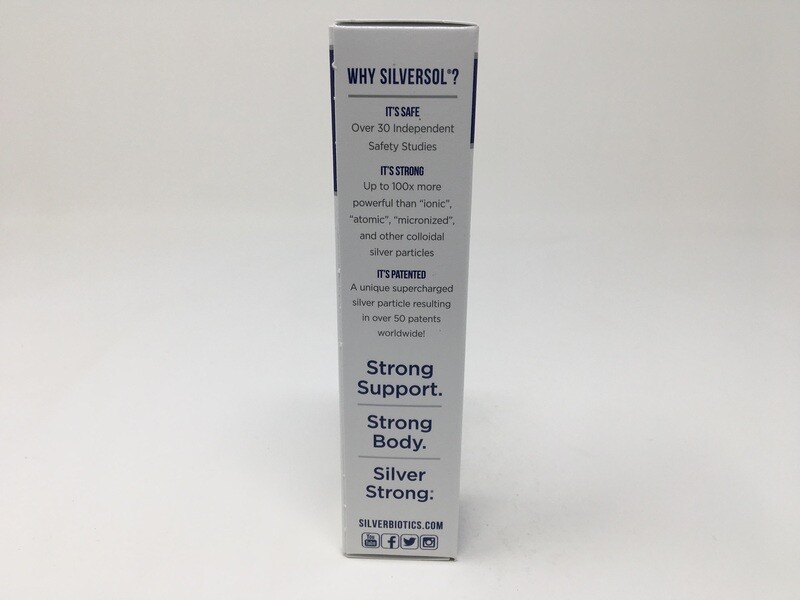 WHY SILVERSOL®?
IT'S SAFE
Over 30 Independent
Safety Studies
IT'S STRONG
Up to 100x more
powerful than "ionic",
"atomic", "micronized",
and other colloidal
silver particles
IT'S PATENTED
A unique supercharged
silver particle resulting
in over 50 patents
worldwide!
Strong
Support.
Strong
Body.
Silver
Strong.
SILVERBIOTICS.COM
You Tube